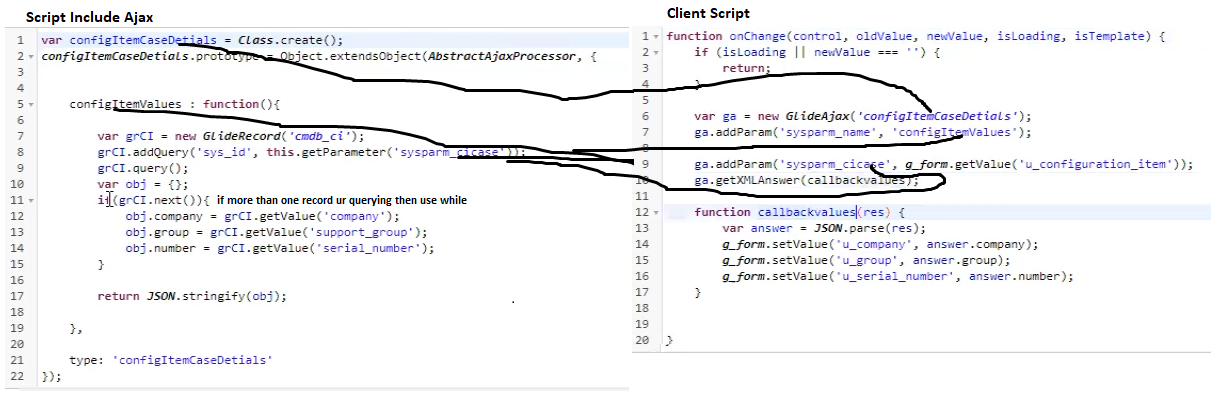 Script Include Ajax
1 var configItemCaseDetials = Class.create();
2 configItemCaseDetials.prototype = Object.extendsObject(AbstractAjaxProcessor, {
3
4
5 configItemValues : function(){
6
7 var grCI = new GlideRecord('cmdb_ci');
8 grCI.addQuery('sys_id', this.getParameter('sysparm_cicase'));
9 grCI.query();
10 var obj = {};
11 if(grCI.next()){ if more than one record ur querying then use while
12 obj.company = grCI.getValue('company');
13 obj.group = grCI.getValue('support_group');
14 obj.number = grCI.getValue('serial_number');
15 }
16
17 return JSON.stringify(obj);
18
19 },
20
21 type: 'configItemCaseDetials'
22 });
Client Script
1 function onChange(control, oldValue, newValue, isLoading, isTemplate) {
2 if (isLoading || newValue === '') {
3 return;
4 }
5
6 var ga = new GlideAjax('configItemCaseDetials');
7 ga.addParam('sysparm_name', 'configItemValues');
8
9 ga.addParam('sysparm_cicase', g_form.getValue('u_configuration_item'));
10 ga.getXMLAnswer(callbackvalues);
11
12 function callbackvalues(res) {
13 var answer = JSON.parse(res);
14 g_form.setValue('u_company', answer.company);
15 g_form.setValue('u_group', answer.group);
16 g_form.setValue('u_serial_number', answer.number);
17 }
18
19
20 }